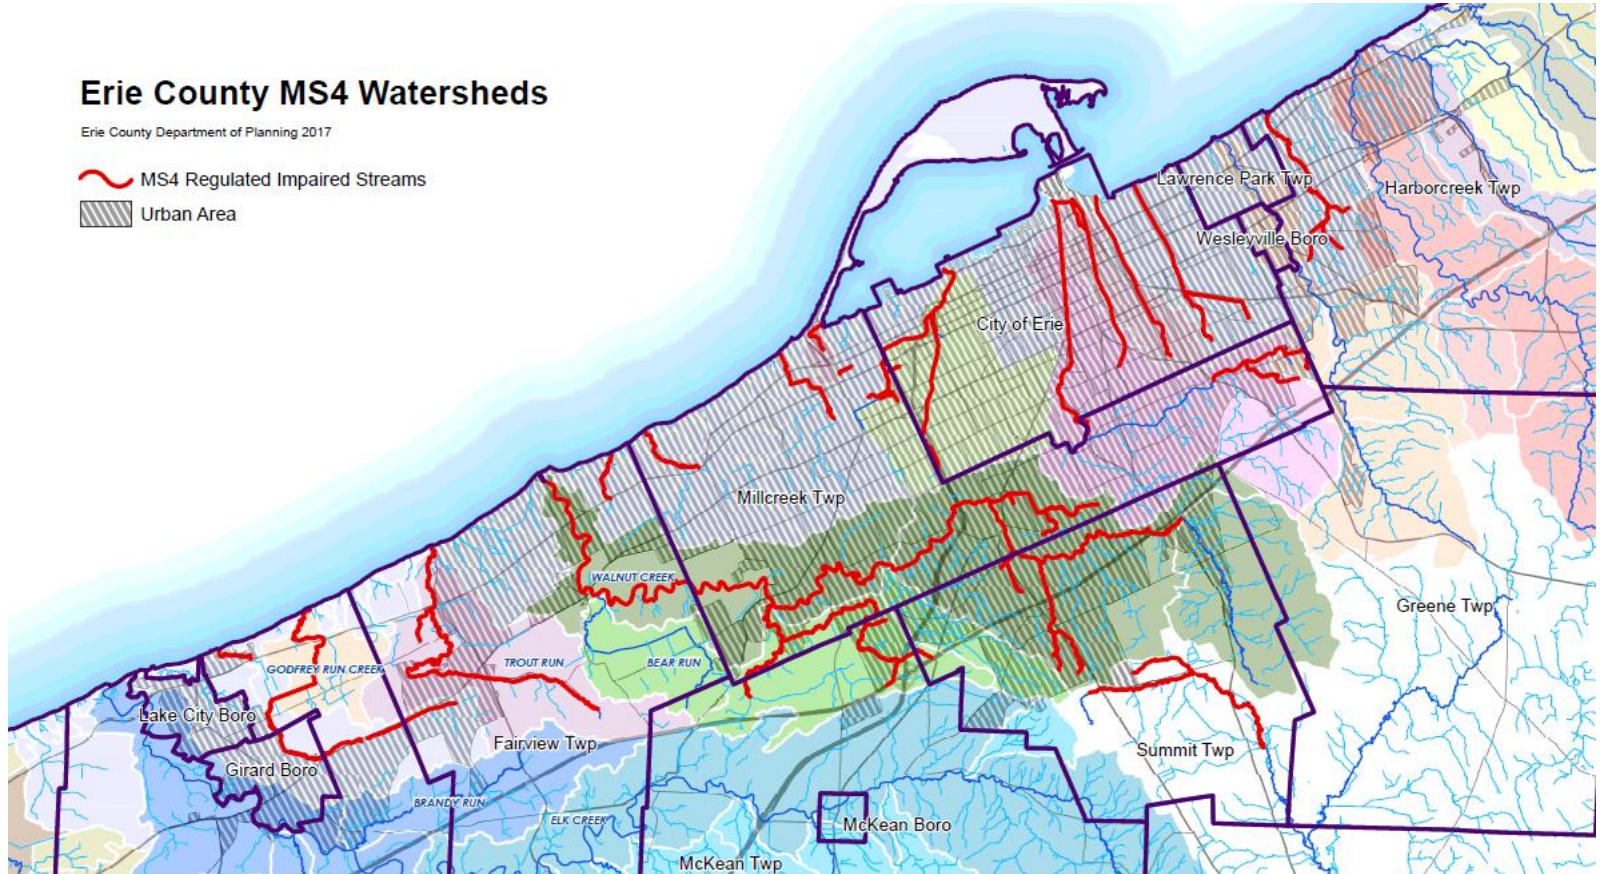 Erie County MS4 Watersheds
Erie County Department of Planning 2017
MS4 Regulated Impaired Streams
Urban Area
Lawrence Park Twp
Harborcreek Twp
Wesleyville Boro
City of Erie
Millcreek Twp
WALNUT CREEK
Greene Twp
GODFREY RUN CREEK
TROUT RUN
BEAR RUN
Lake City Boro
Fairview Twp
Summit Twp
Girard Boro
BRANDY RUN
ELK CREEK
McKean Boro
McKean Twp